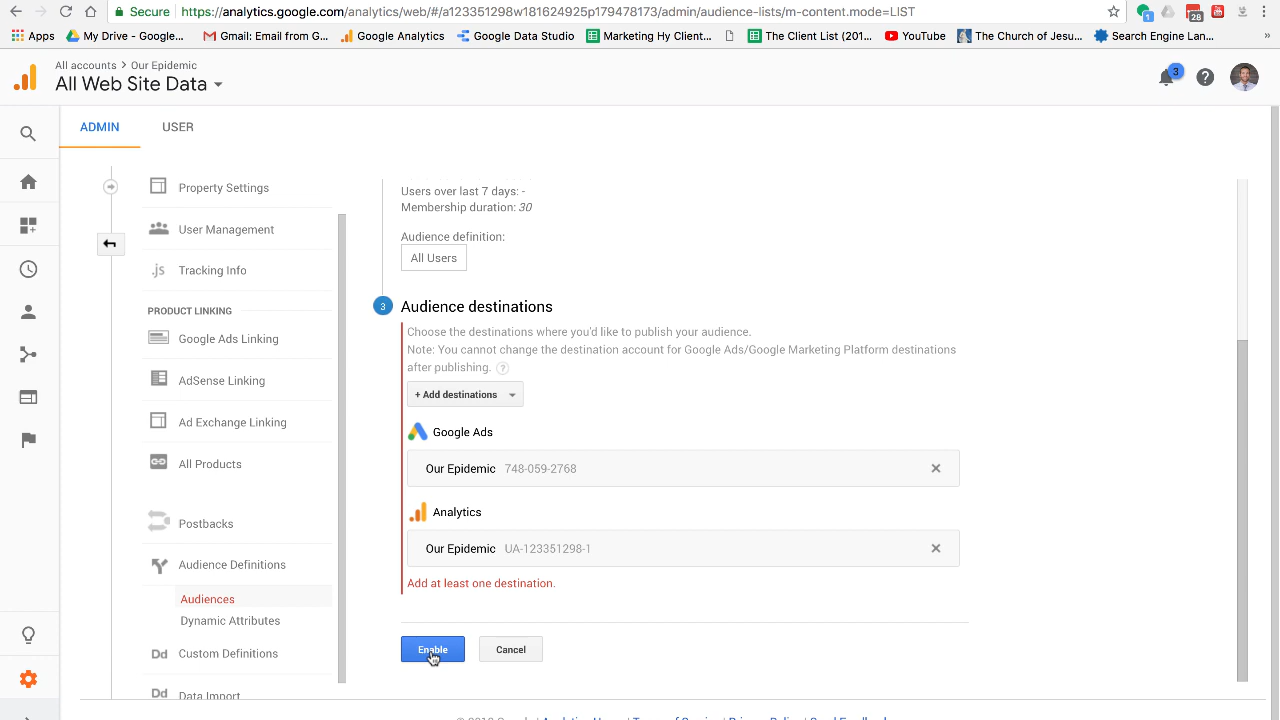 Secure
https://analytics.google.com/analytics/web/#/a123351298w181624925p179478173/admin/audience-lists/m-content.mode=LIST
1
28
Apps
My Drive - Google...
Gmail: Email from G...
Google Analytics
Google Data Studio
Marketing Hy Client...
The Client List (201...
YouTube
The Church of Jesu...
Search Engine Lan...
»
All accounts > Our Epidemic
All Web Site Data
3
ADMIN
USER
Property Settings
User Management
.js
Tracking Info
PRODUCT LINKING
Google Ads Linking
AdSense Linking
Ad Exchange Linking
All Products
Postbacks
Audience Definitions
Audiences
Dynamic Attributes
Dd Custom Definitions
Dd Data Import
Users over last 7 days: -
Membership duration: 30
Audience definition:
All Users
3
Audience destinations
Choose the destinations where you'd like to publish your audience.
Note: You cannot change the destination account for Google Ads/Google Marketing Platform destinations
after publishing. ?
+ Add destinations
Google Ads
Our Epidemic 748-059-2768
Analytics
Our Epidemic UA-123351298-1
Add at least one destination.
Enable
Cancel